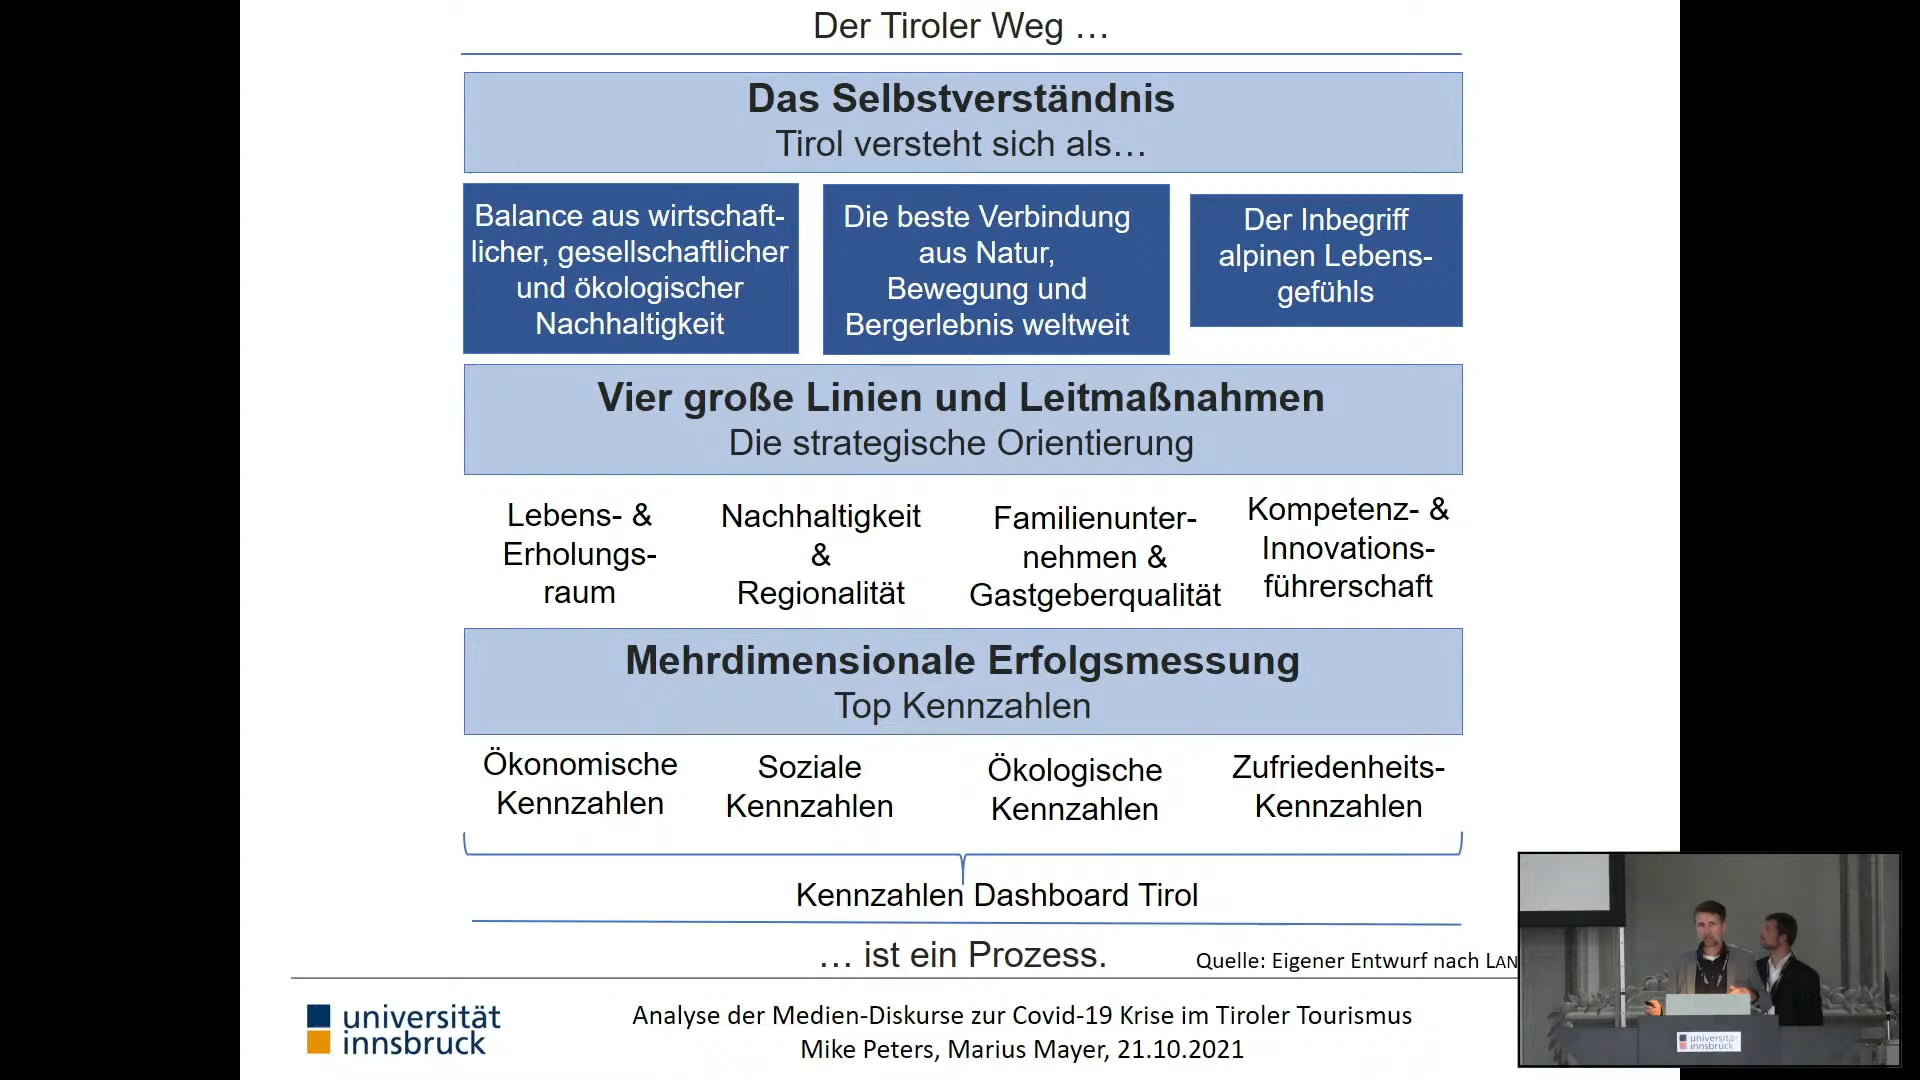 Der Tiroler Weg …
Das Selbstverständnis
Tirol versteht sich als…
Balance aus wirtschaft-
licher, gesellschaftlicher
und ökologischer
Nachhaltigkeit
Die beste Verbindung
aus Natur,
Bewegung und
Bergerlebnis weltweit
Der Inbegriff
alpinen Lebens-
gefühls
Vier große Linien und Leitmaßnahmen
Die strategische Orientierung
Lebens- &
Erholungs-
raum
Nachhaltigkeit
&
Regionalität
Familienunter-
nehmen &
Gastgeberqualität
Kompetenz- &
Innovations-
führerschaft
Mehrdimensionale Erfolgsmessung
Top Kennzahlen
Ökonomische
Kennzahlen
Soziale
Kennzahlen
Ökologische
Kennzahlen
Zufriedenheits-
Kennzahlen
Kennzahlen Dashboard Tirol
… ist ein Prozess.
Quelle: Eigener Entwurf nach LAN
universität
innsbruck
Analyse der Medien-Diskurse zur Covid-19 Krise im Tiroler Tourismus
Mike Peters, Marius Mayer, 21.10.2021
universität
innsbruck